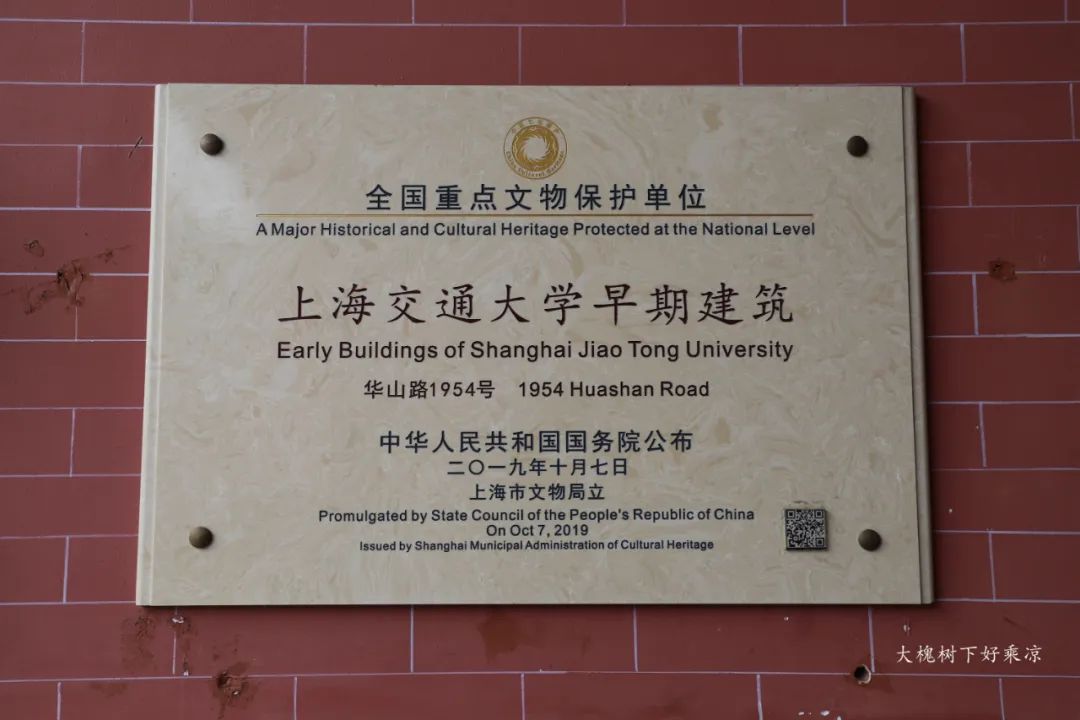 全国重点文物保护单位
A Major Historical and Cultural Heritage Protected at the National Level
上海交通大学早期建筑
Early Buildings of Shanghai Jiao Tong University
华山路1954号 1954 Huashan Road
中华人民共和国国务院公布
二〇一九年十月七日
上海市文物局立
Promulgated by State Council of the People's Republic of China
On Oct 7, 2019
Issued by Shanghai Municipal Administration of Cultural Heritage
大槐树下好乘凉